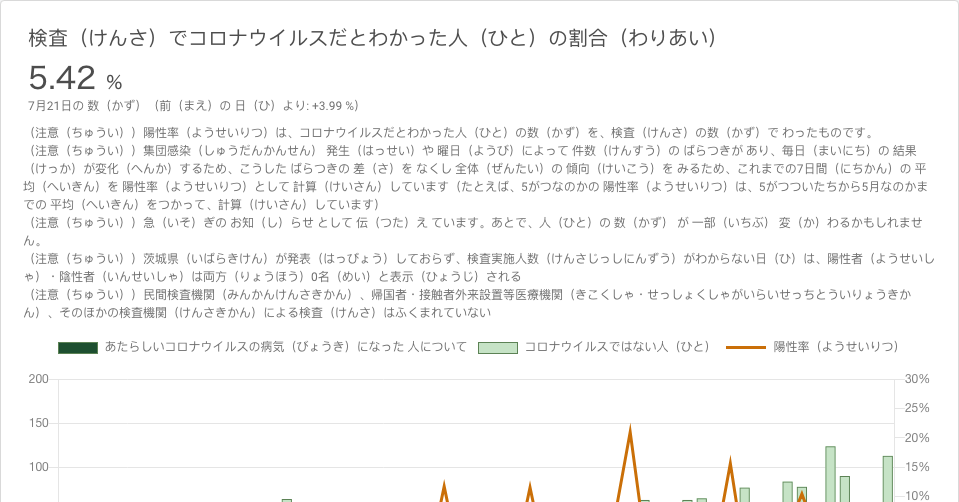 検査（けんさ）でコロナウイルスだとわかった人（ひと）の割合（わりあい）
5.42 %
7月21日の 数（かず）（前（まえ）の 日（ひ）より: +3.99 %）
（注意（ちゅうい））陽性率（ようせいりつ）は、コロナウイルスだとわかった人（ひと）の数（かず）を、検査（けんさ）の数（かず）で わったものです。
（注意（ちゅうい））集団感染（しゅうだんかんせん） 発生（はっせい）や 曜日（ようび）によって 件数（けんすう）の ばらつきが あり、毎日（まいにち）の 結果
（けっか）が変化（へんか）するため、こうした ばらつきの 差（さ）を なくし 全体（ぜんたい）の 傾向（けいこう）を みるため、これまでの7日間（にちかん）の 平
均（へいきん）を 陽性率（ようせいりつ）として 計算（けいさん）しています（たとえば、5がつなのかの 陽性率（ようせいりつ）は、5がつついたちから5月なのかま
での 平均（へいきん）をつかって、計算（けいさん）しています）
（注意（ちゅうい））急（いそ）ぎの お知（し）らせ として 伝（つた）え ています。あとで、人（ひと）の 数（かず） が 一部（いちぶ） 変（か）わるかもしれませ
ん。
（注意（ちゅうい））茨城県（いばらきけん）が発表（はっぴょう）しておらず、検査実施人数（けんさじっしにんずう）がわからない日（ひ）は、陽性者（ようせいし
ゃ）・陰性者（いんせいしゃ）は両方（りょうほう）0名（めい）と表示（ひょうじ）される
（注意（ちゅうい））民間検査機関（みんかんけんさきかん）、帰国者・接触者外来設置等医療機関（きこくしゃ・せっしょくしゃがいらいせっちとういりょうきか
ん）、そのほかの検査機関（けんさきかん）による検査（けんさ）はふくまれていない
あたらしいコロナウイルスの病気（びょうき）になった 人について コロナウイルスではない人（ひと） 陽性率（ようせいりつ）
200 30%
25%
150 20%
100 15%
10%